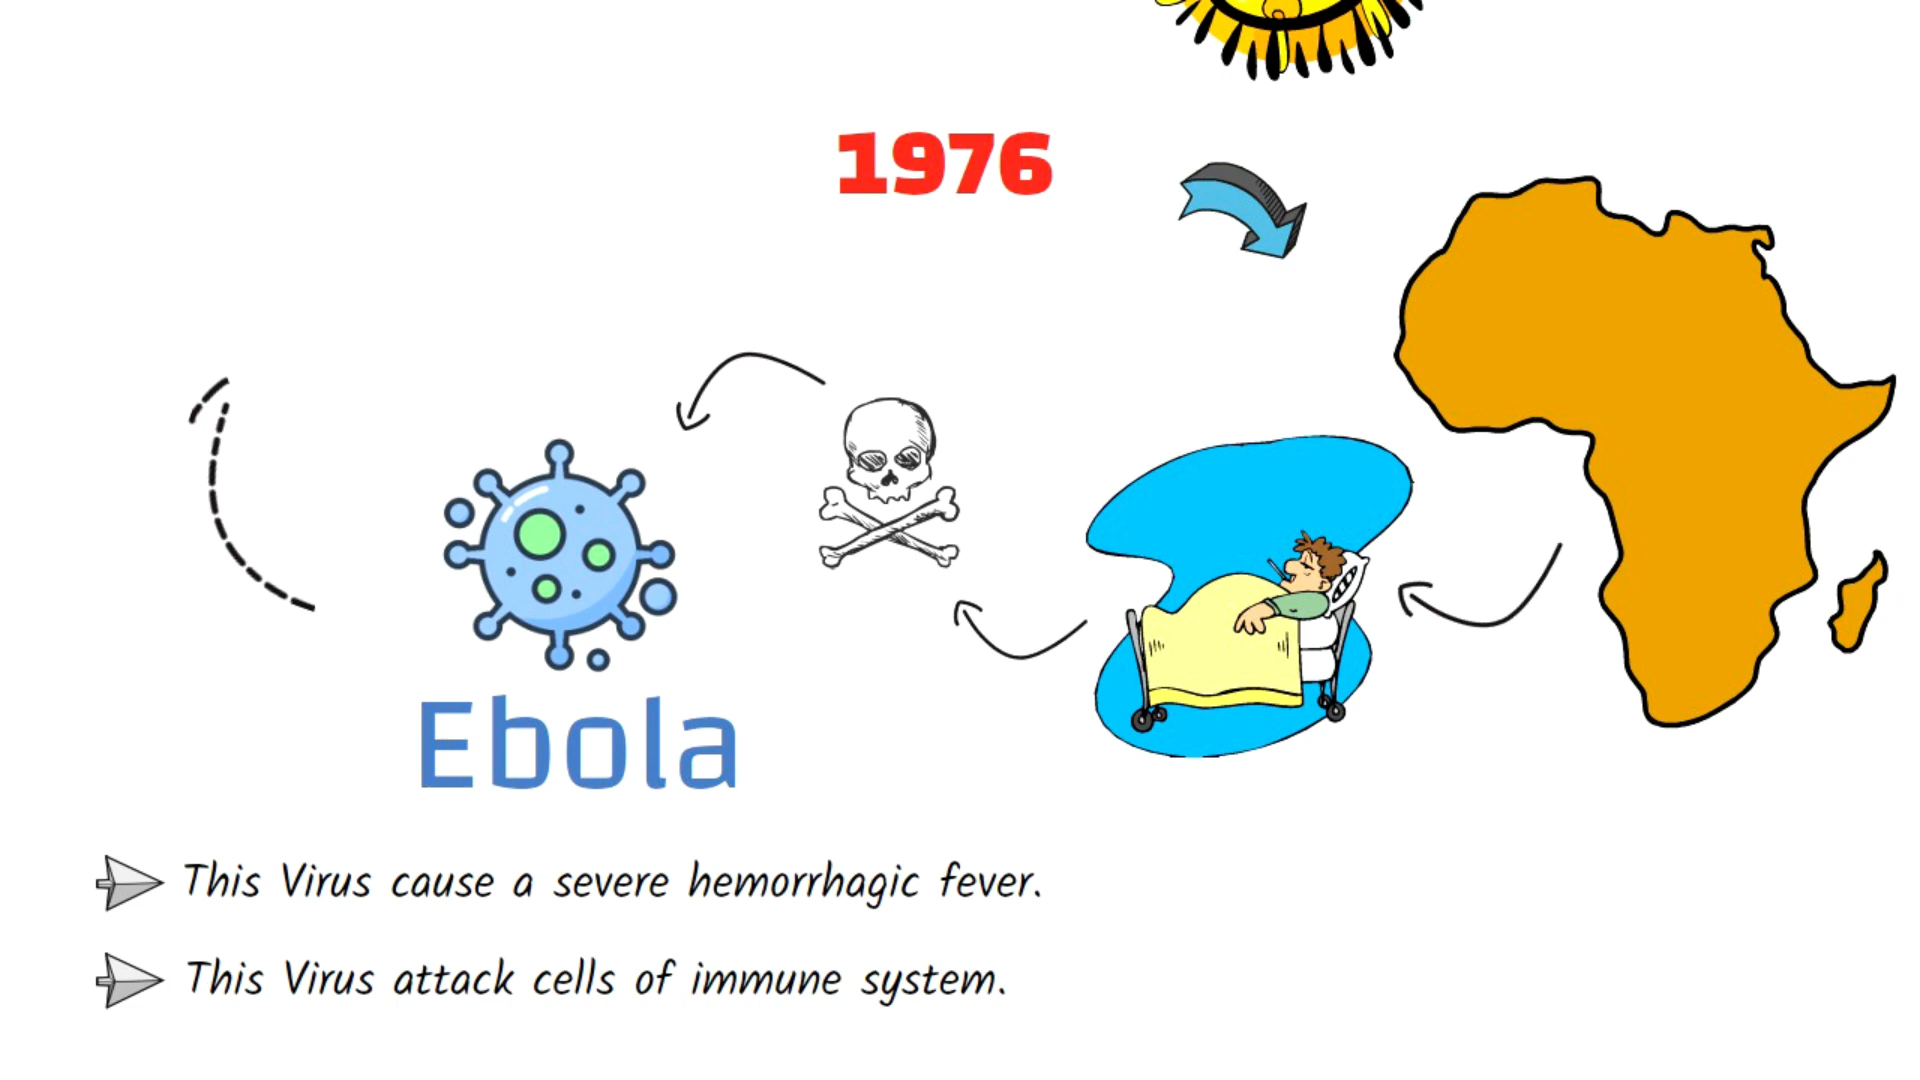 1976
Ebola
This Virus cause a severe hemorrhagic fever.
This Virus attack cells of immune system.